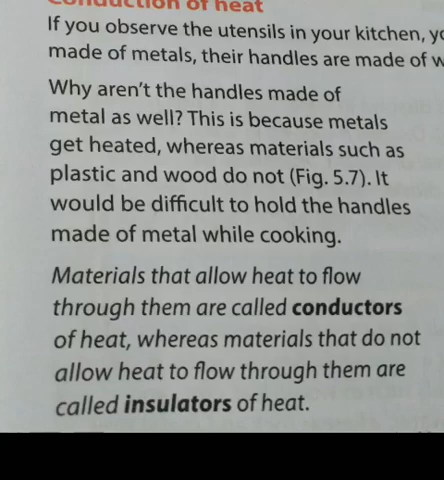 Conduction of heat
If you observe the utensils in your kitchen,
made of metals, their handles are made of
Why aren't the handles made of
metal as well? This is because metals
get heated, whereas materials such as
plastic and wood do not (Fig. 5.7). It
would be difficult to hold the handles
made of metal while cooking.
Materials that allow heat to flow
through them are called conductors
of heat, whereas materials that do not
allow heat to flow through them are
called insulators of heat.